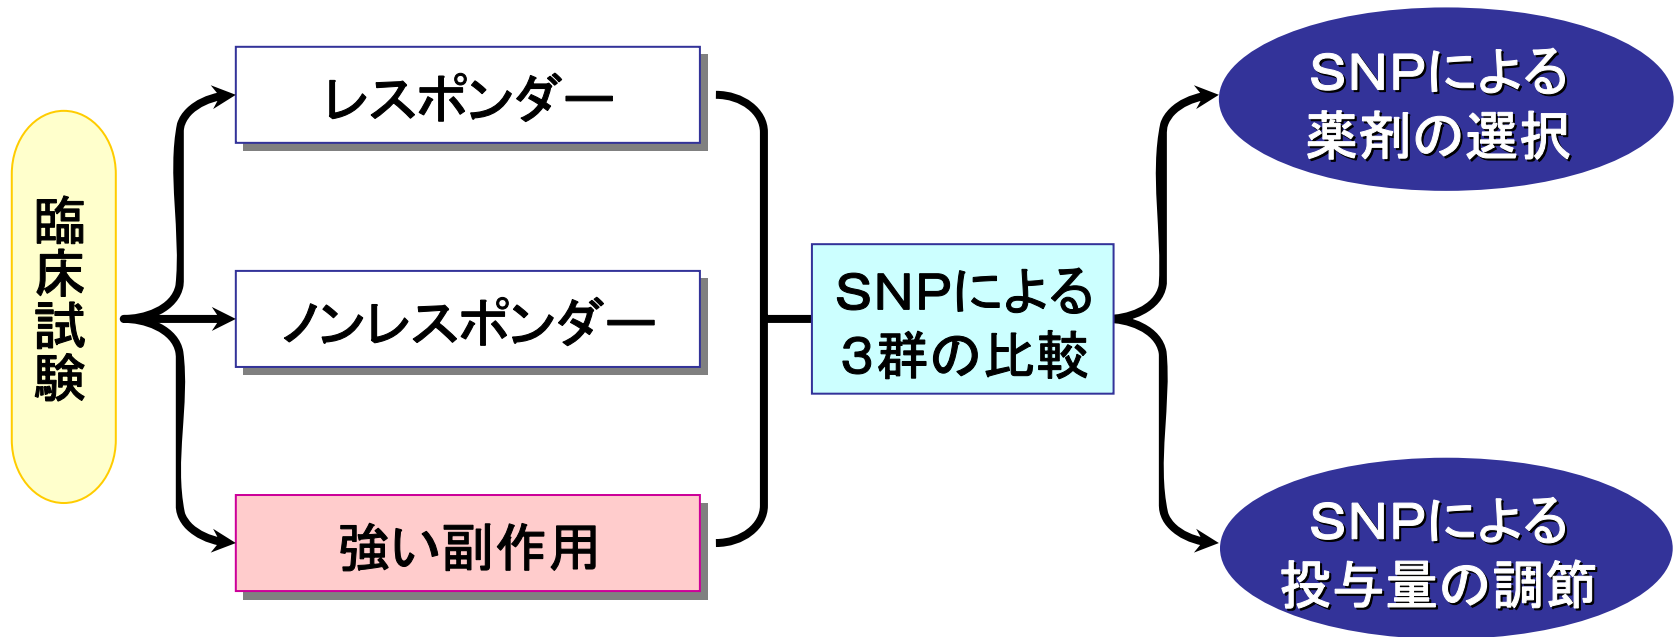 臨床試験
レスポンダー
ノンレスポンダー
強い副作用
ＳＮＰによる
３群の比較
ＳＮＰによる
薬剤の選択
ＳＮＰによる
投与量の調節